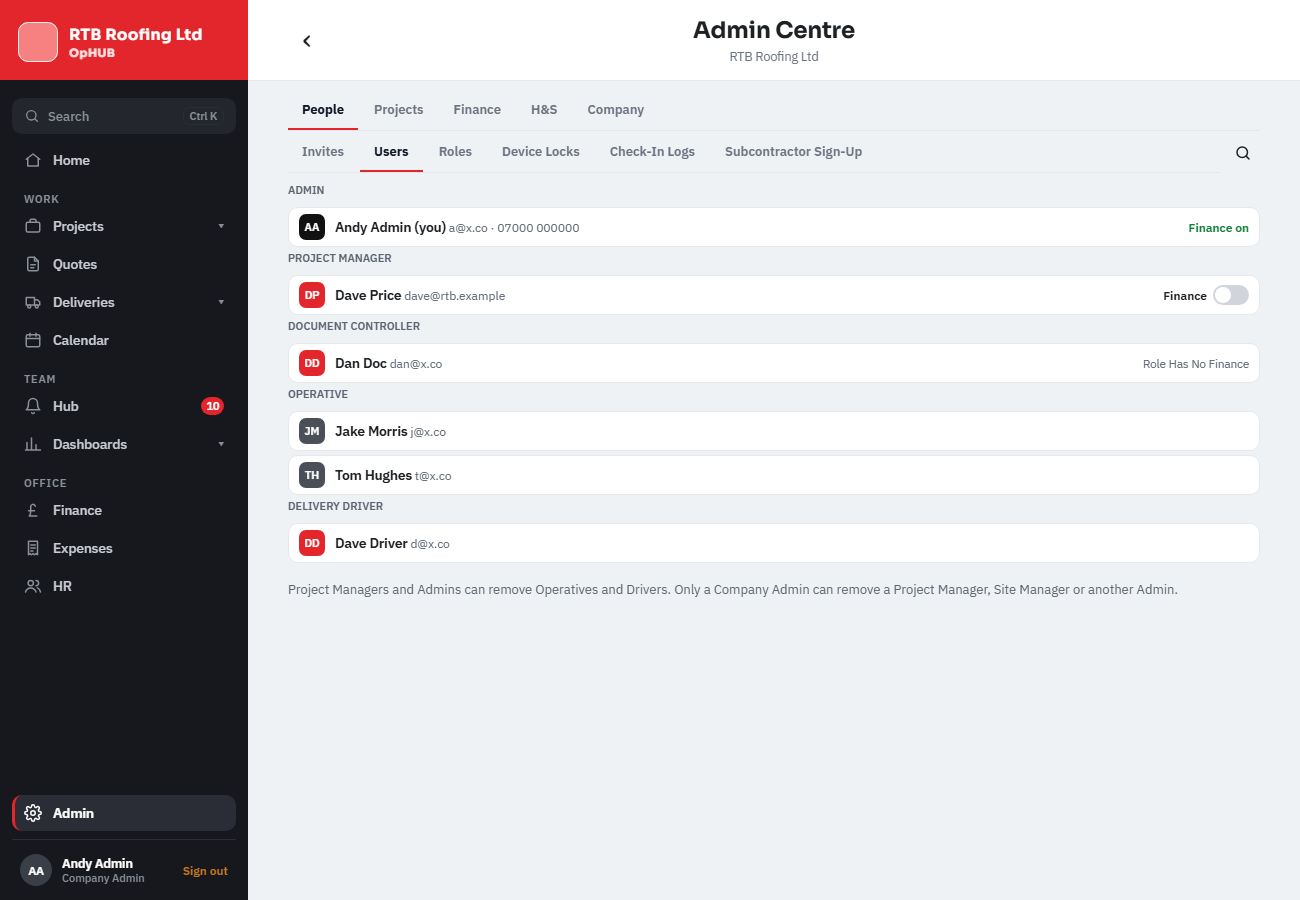 RTB Roofing Ltd
OpHUB
Search Ctrl K
Home
WORK
Projects
Quotes
Deliveries
Calendar
TEAM
Hub 10
Dashboards
OFFICE
Finance
Expenses
HR
Admin
AA Andy Admin
Company Admin
Sign out
Admin Centre
RTB Roofing Ltd
People Projects Finance H&S Company
Invites Users Roles Device Locks Check-In Logs Subcontractor Sign-Up
ADMIN
AA Andy Admin (you) a@x.co · 07000 000000 Finance on
PROJECT MANAGER
DP Dave Price dave@rtb.example Finance
DOCUMENT CONTROLLER
DD Dan Doc dan@x.co Role Has No Finance
OPERATIVE
JM Jake Morris j@x.co
TH Tom Hughes t@x.co
DELIVERY DRIVER
DD Dave Driver d@x.co
Project Managers and Admins can remove Operatives and Drivers. Only a Company Admin can remove a Project Manager, Site Manager or another Admin.